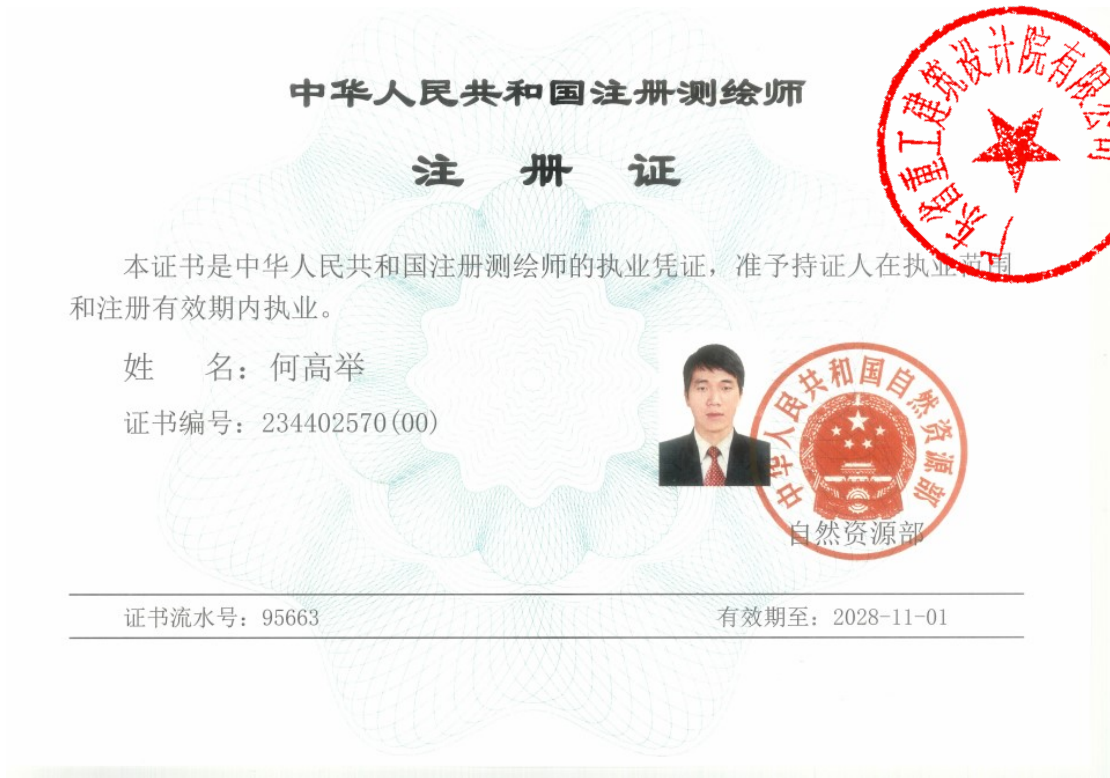 中华人民共和国注册测绘师
注 册 证
本证书是中华人民共和国注册测绘师的执业凭证，准予持证人在执业范围
和注册有效期内执业。
姓 名：何高举
证书编号：234402570(00)
中华人民共和国自然资源部
自然资源部
证书流水号：95663
有效期至：2028-11-01
广东省重工建筑设计院有限公司